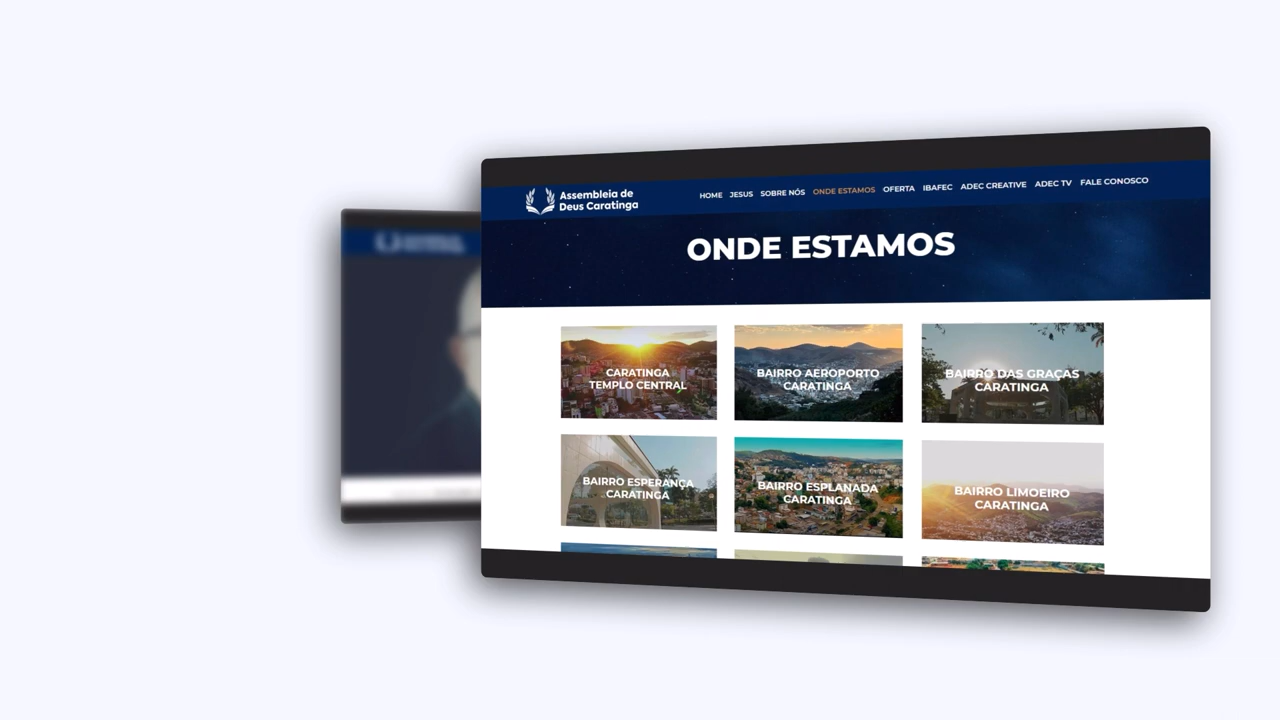 Assembleia de
Deus Caratinga
HOME JESUS SOBRE NÓS ONDE ESTAMOS OFERTA IBAFEC ADEC CREATIVE ADEC TV FALE CONOSCO
ONDE ESTAMOS
CARATINGA
TEMPLO CENTRAL
BAIRRO AEROPORTO
CARATINGA
BAIRRO DAS GRAÇAS
CARATINGA
BAIRRO ESPERANÇA
CARATINGA
BAIRRO ESPLANADA
CARATINGA
BAIRRO LIMOEIRO
CARATINGA